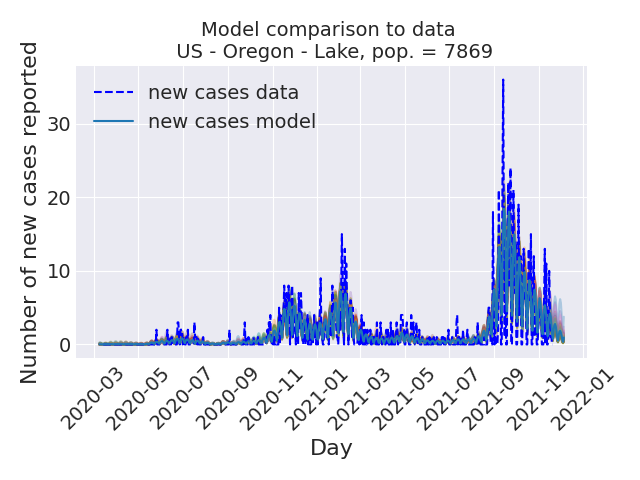 Model comparison to data
US - Oregon - Lake, pop. = 7869
new cases data
new cases model
Number of new cases reported
30
20
10
0
2020-03
2020-05
2020-07
2020-09
2020-11
2021-01
2021-03
2021-05
2021-07
2021-09
2021-11
2022-01
Day